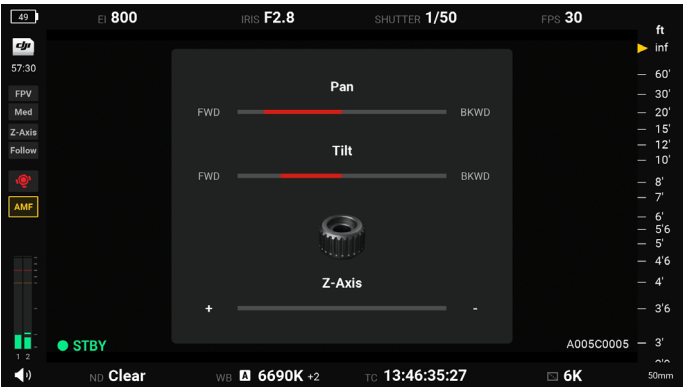 49
EI 800
IRIS F2.8
SHUTTER 1/50
FPS 30
ft
dji
57:30
FPV
Med
Z-Axis
Follow
AMF
Pan
FWD
BKWD
Tilt
FWD
BKWD
Z-Axis
+
-
inf
60'
30'
20'
15'
12'
10'
8'
7'
6'
5'6
5'
4'6
4'
3'6
3'
STBY
A005C0005
1 2
ND Clear
WB A 6690K +2
TC 13:46:35:27
6K
50mm